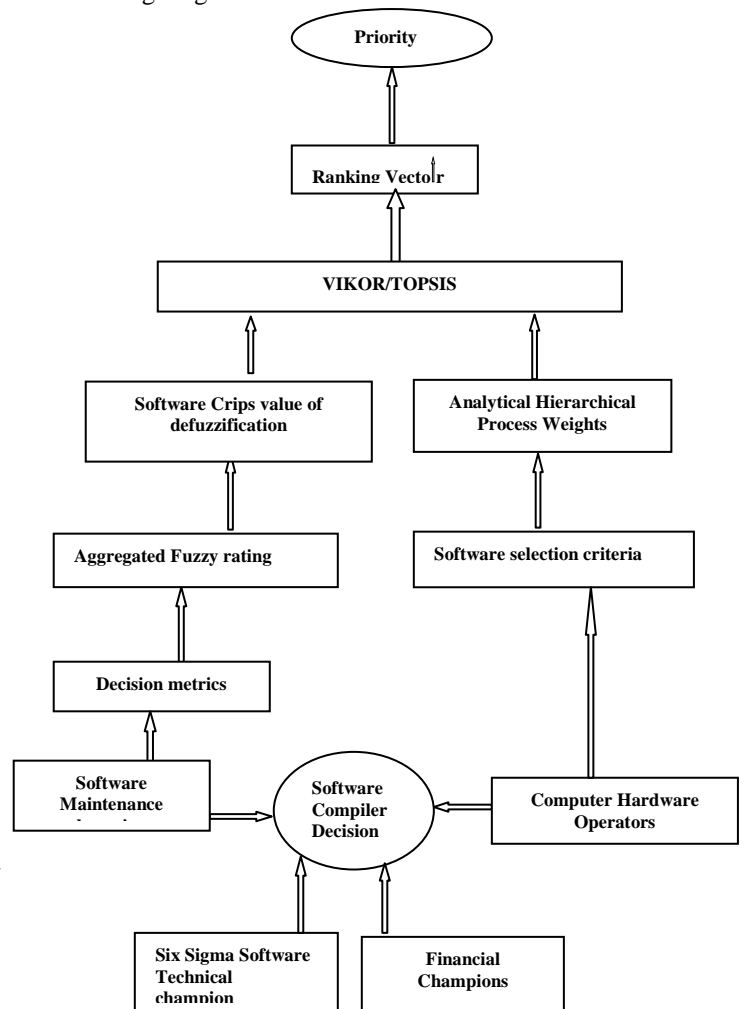 Priority
Ranking Vector
VIKOR/TOPSIS
Software Crips value of
defuzzification
Analytical Hierarchical
Process Weights
Aggregated Fuzzy rating
Software selection criteria
Decision metrics
Software
Maintenance
Software
Compiler
Decision
Computer Hardware
Operators
Six Sigma Software
Technical
champion
Financial
Champions